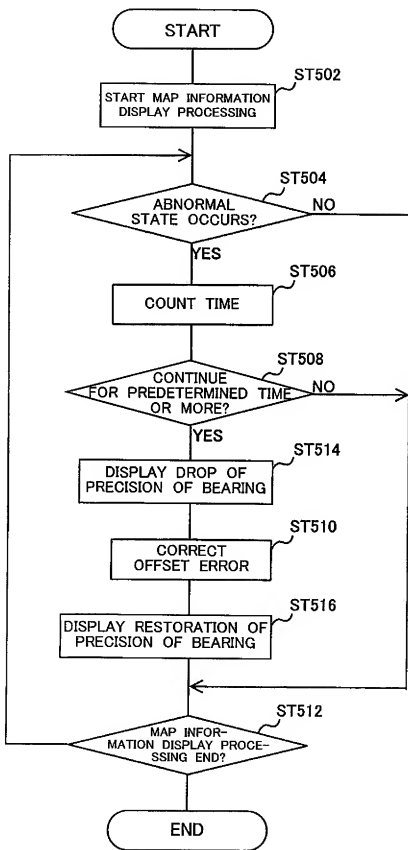 START
ST502
START MAP INFORMATION
DISPLAY PROCESSING
ST504
ABNORMAL
STATE OCCURS?
NO
YES
ST506
COUNT TIME
ST508
CONTINUE
FOR PREDETERMINED TIME
OR MORE?
NO
YES
ST514
DISPLAY DROP OF
PRECISION OF BEARING
ST510
CORRECT
OFFSET ERROR
ST516
DISPLAY RESTORATION OF
PRECISION OF BEARING
ST512
MAP INFOR-
MATION DISPLAY PROCE-
SSING END?
END